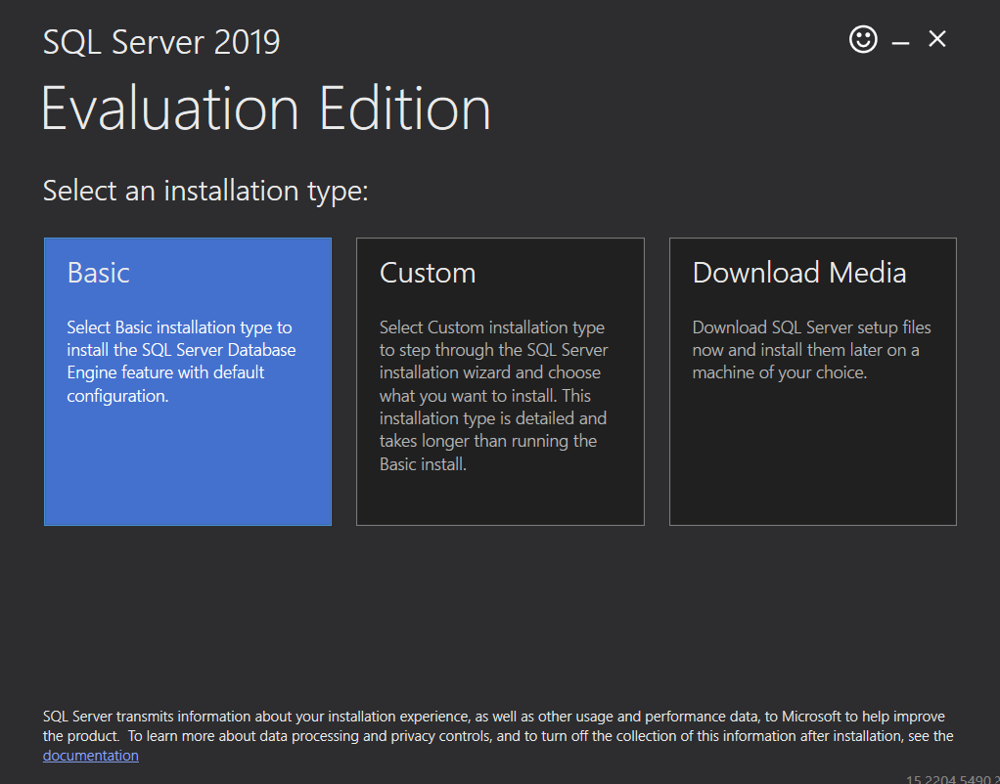 SQL Server 2019
Evaluation Edition
Select an installation type:
Basic
Select Basic installation type to
install the SQL Server Database
Engine feature with default
configuration.
Custom
Select Custom installation type
to step through the SQL Server
installation wizard and choose
what you want to install. This
installation type is detailed and
takes longer than running the
Basic install.
Download Media
Download SQL Server setup files
now and install them later on a
machine of your choice.
SQL Server transmits information about your installation experience, as well as other usage and performance data, to Microsoft to help improve
the product.  To learn more about data processing and privacy controls, and to turn off the collection of this information after installation, see the
documentation
15.2204.5490.2